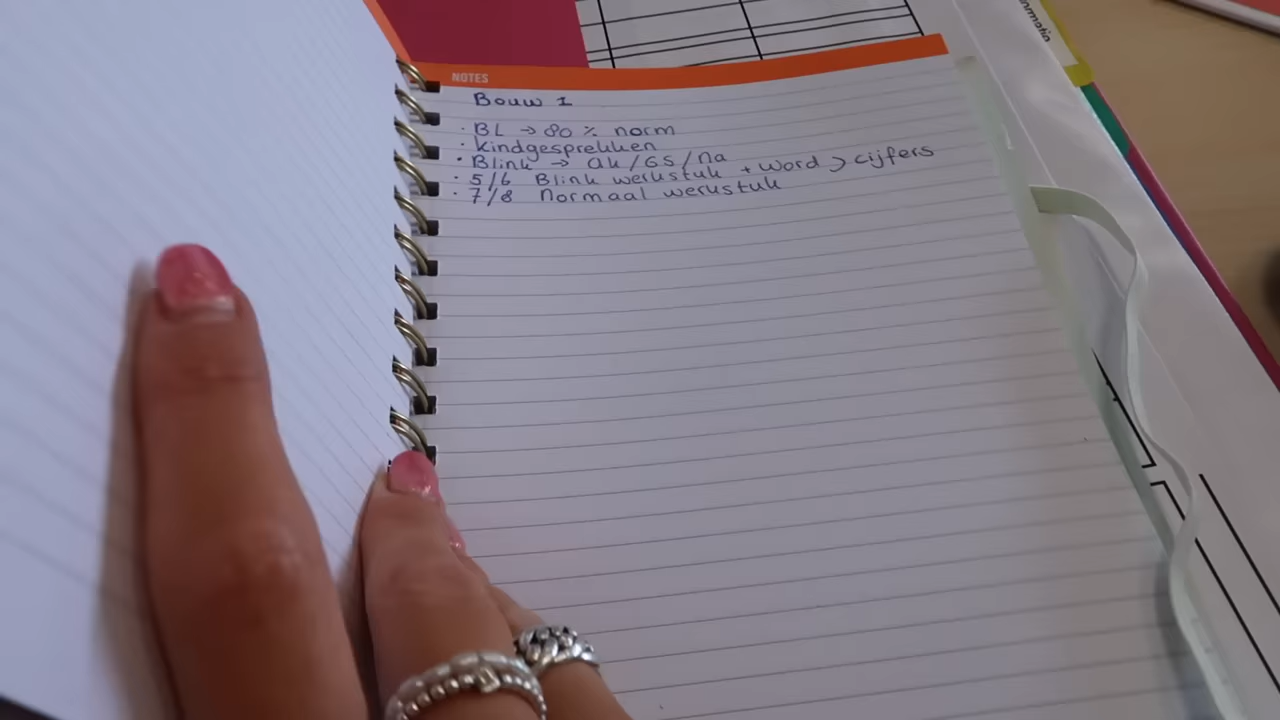 NOTES
Bouw 1
• BL → 80 % norm
• kindgesprekken
• Blink → ak/GS/na
• 5/6 Blink werkstuk + word > cijfers
• 7/8 Normaal werkstuk